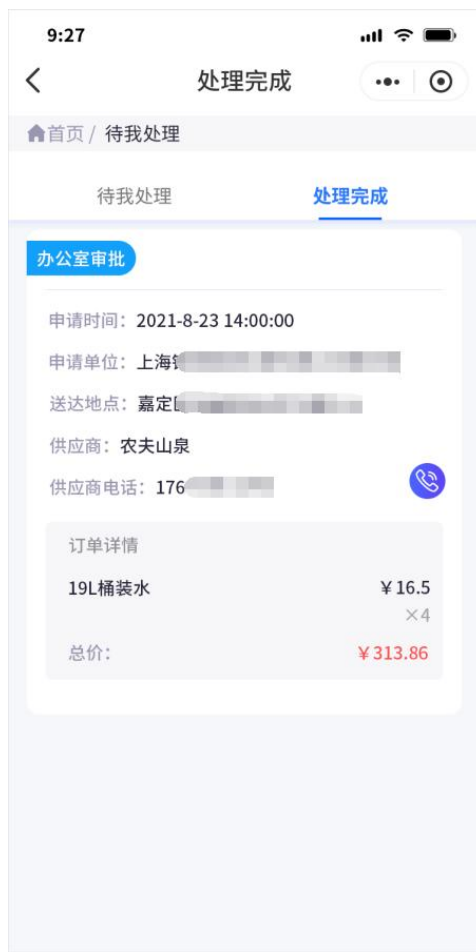 9:27
处理完成
首页 / 待我处理
待我处理 处理完成
办公室审批
申请时间：2021-8-23 14:00:00
申请单位：上海
送达地点：嘉定
供应商：农夫山泉
供应商电话：176
订单详情
19L桶装水 ￥16.5
×4
总价： ￥313.86